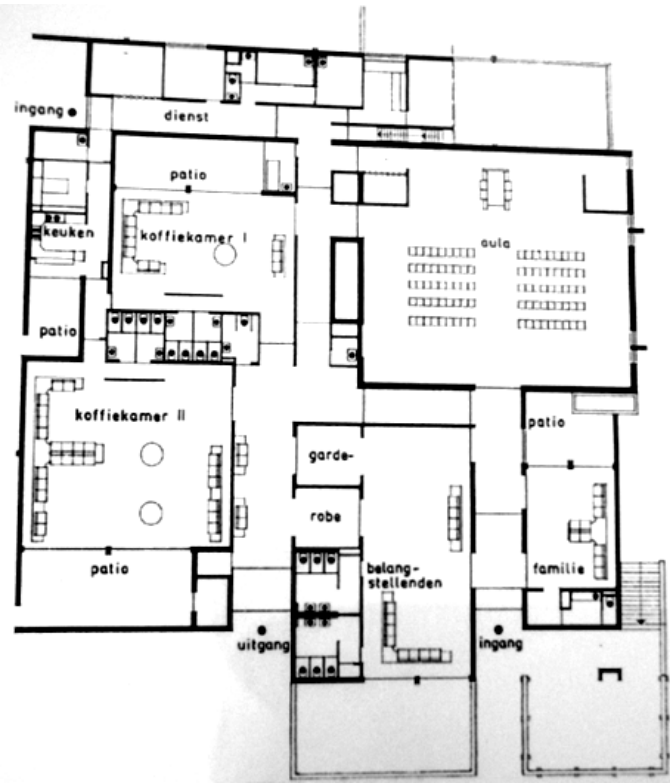 ingang
dienst
patio
keuken
koffiekamer I
aula
patio
koffiekamer II
patio
garde-
robe
patio
belang-
stellenden
familie
uitgang
ingang